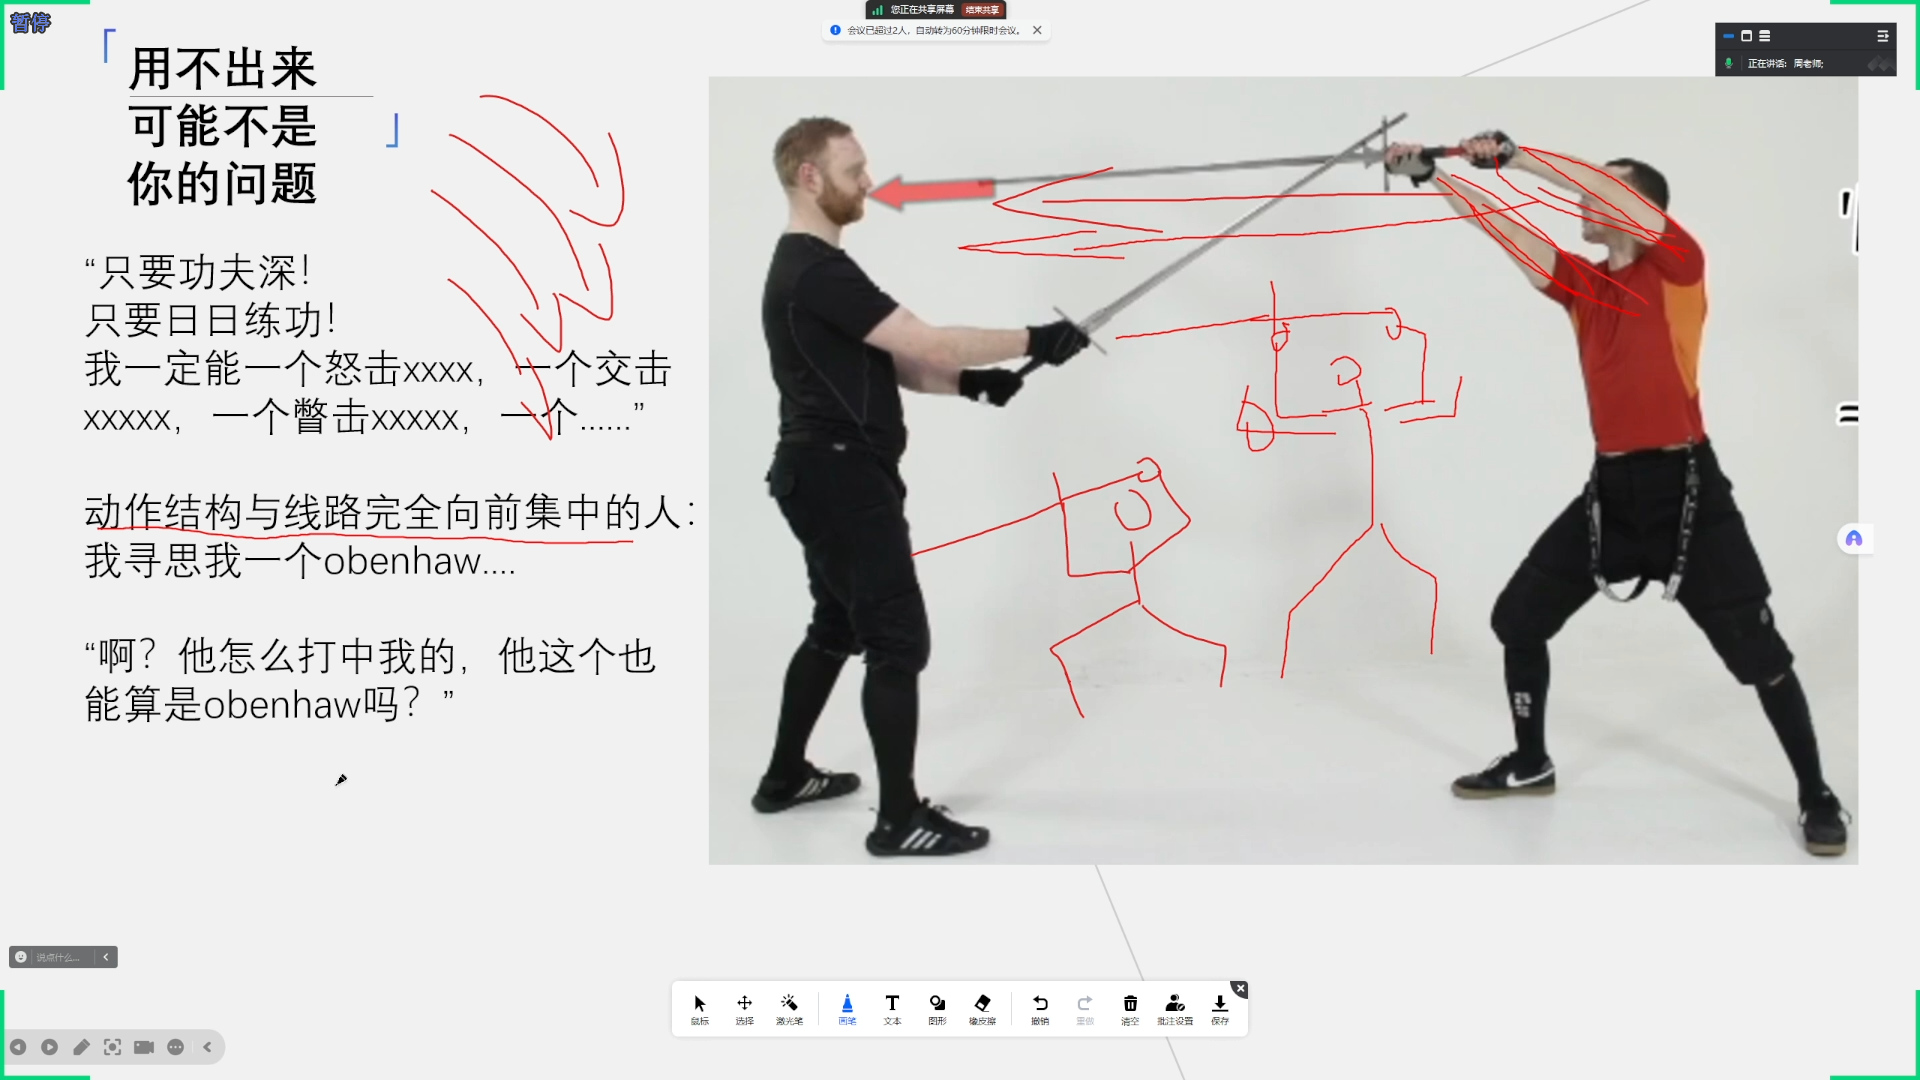 暂停
您正在共享屏幕 结束共享
会议已超过2人，自动转为60分钟限时会议。
正在讲话: 周老师;
用不出来
可能不是
你的问题
“只要功夫深！
只要日日练功！
我一定能一个怒击xxxx，一个交击
xxxxx，一个瞥击xxxxx，一个......”
动作结构与线路完全向前集中的人：
我寻思我一个obenhaw....
“啊？他怎么打中我的，他这个也
能算是obenhaw吗？”
说点什么...
鼠标 选择 激光笔 画笔 文本 图形 橡皮擦 撤销 重做 清空 批注设置 保存